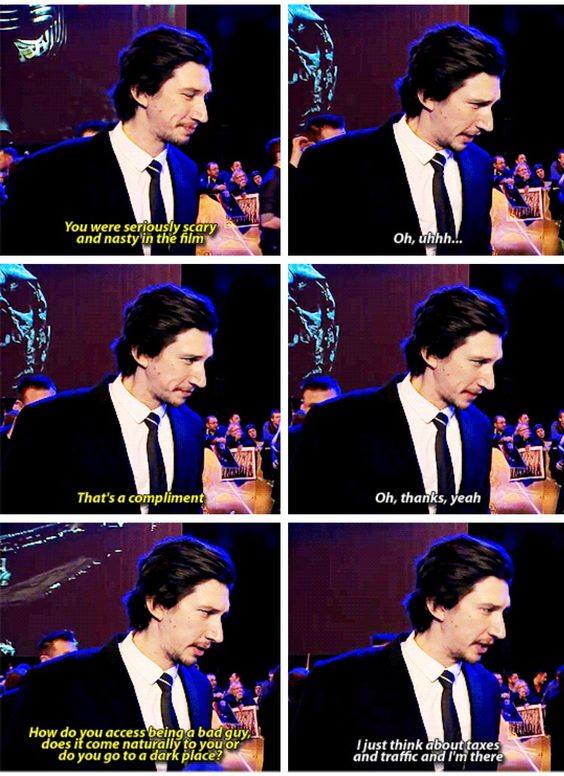 You were seriously scary
and nasty in the film
Oh, uhhh...
That's a compliment
Oh, thanks, yeah
How do you access being a bad guy,
does it come naturally to you or
do you go to a dark place?
I just think about taxes
and traffic and I'm there